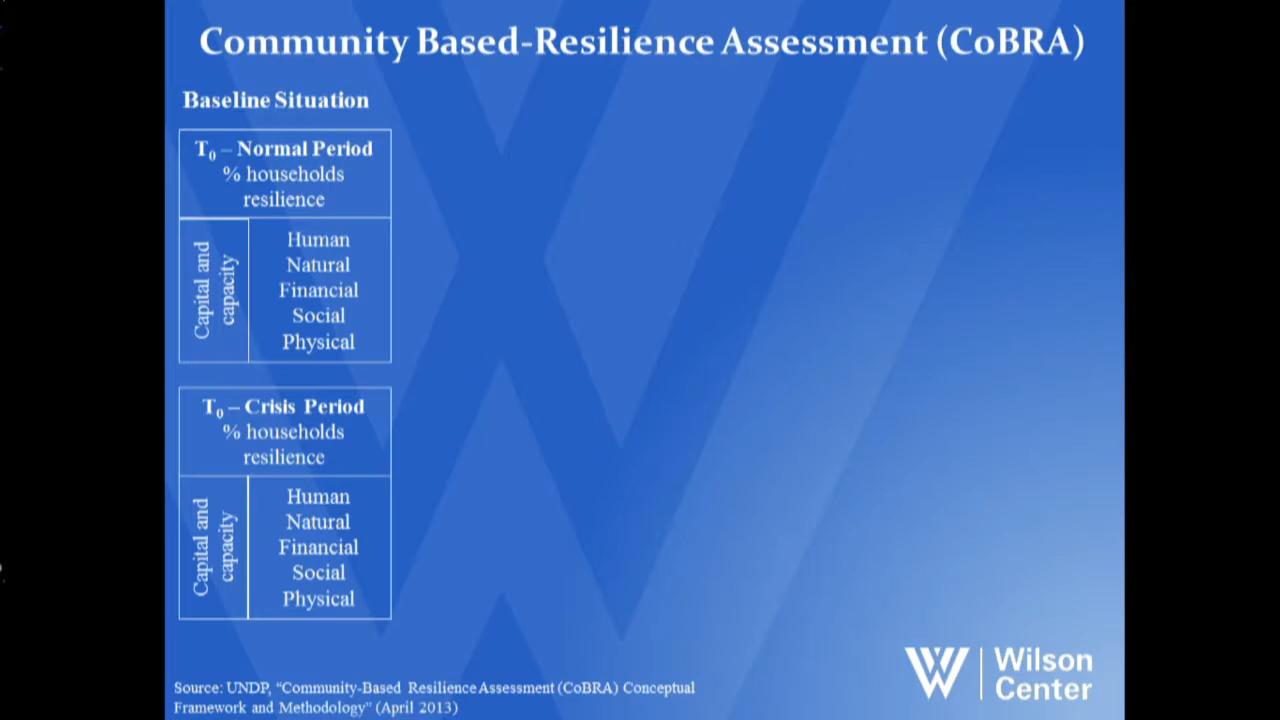 Community Based-Resilience Assessment (CoBRA)
Baseline Situation
T0 – Normal Period
% households
resilience
Capital and
capacity
Human
Natural
Financial
Social
Physical
T0 – Crisis Period
% households
resilience
Capital and
capacity
Human
Natural
Financial
Social
Physical
Source: UNDP, “Community-Based Resilience Assessment (CoBRA) Conceptual
Framework and Methodology” (April 2013)
Wilson
Center